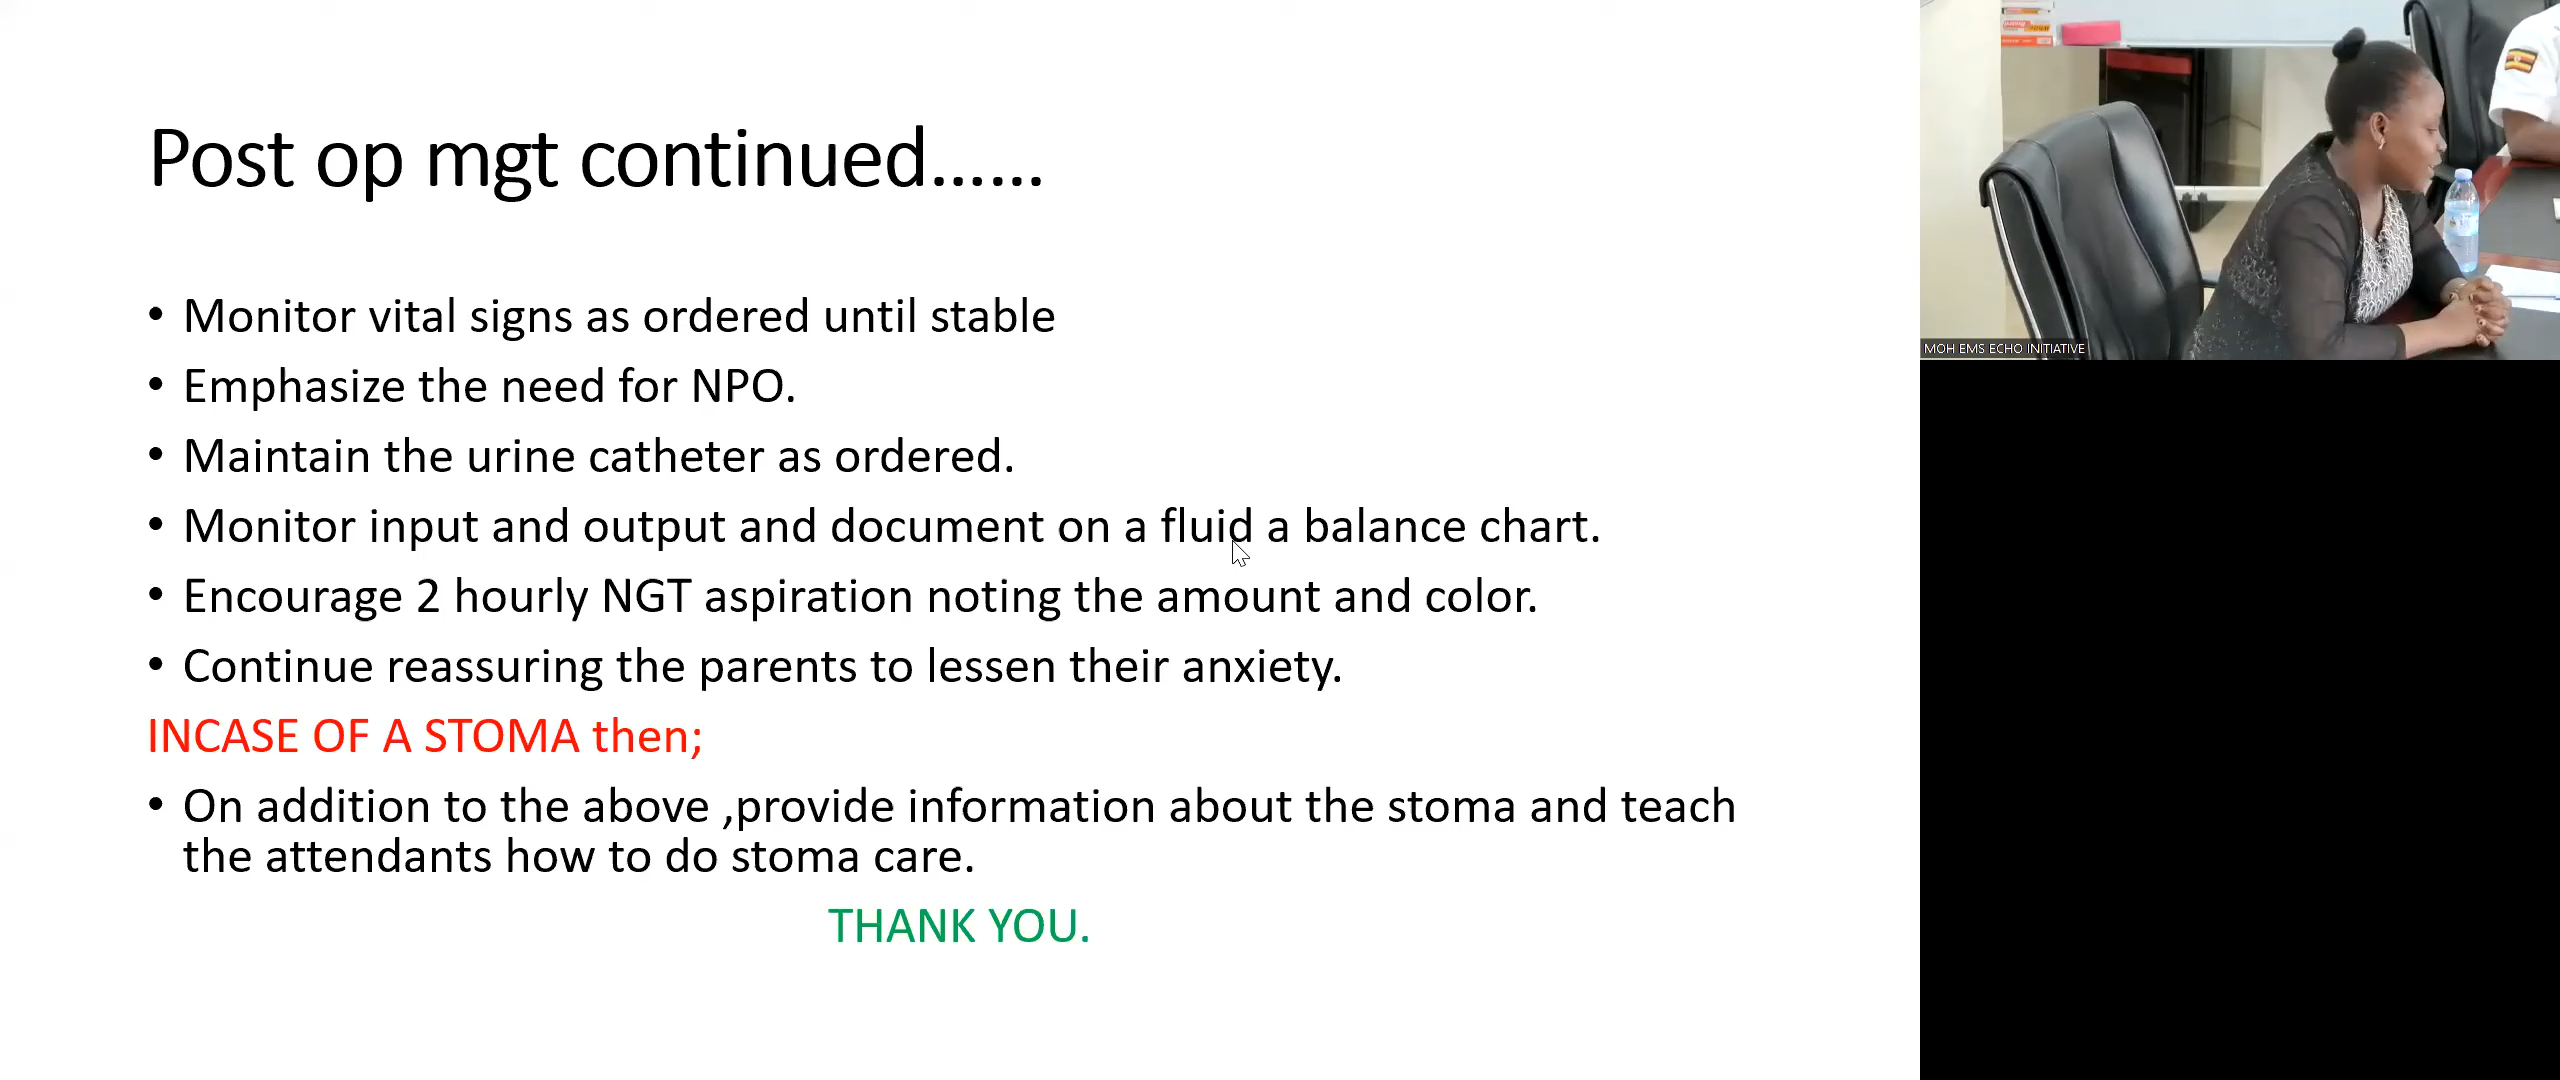 Post op mgt continued......
• Monitor vital signs as ordered until stable
• Emphasize the need for NPO.
• Maintain the urine catheter as ordered.
• Monitor input and output and document on a fluid a balance chart.
• Encourage 2 hourly NGT aspiration noting the amount and color.
• Continue reassuring the parents to lessen their anxiety.
INCASE OF A STOMA then;
• On addition to the above ,provide information about the stoma and teach
the attendants how to do stoma care.
THANK YOU.
MOH EMS ECHO INITIATIVE